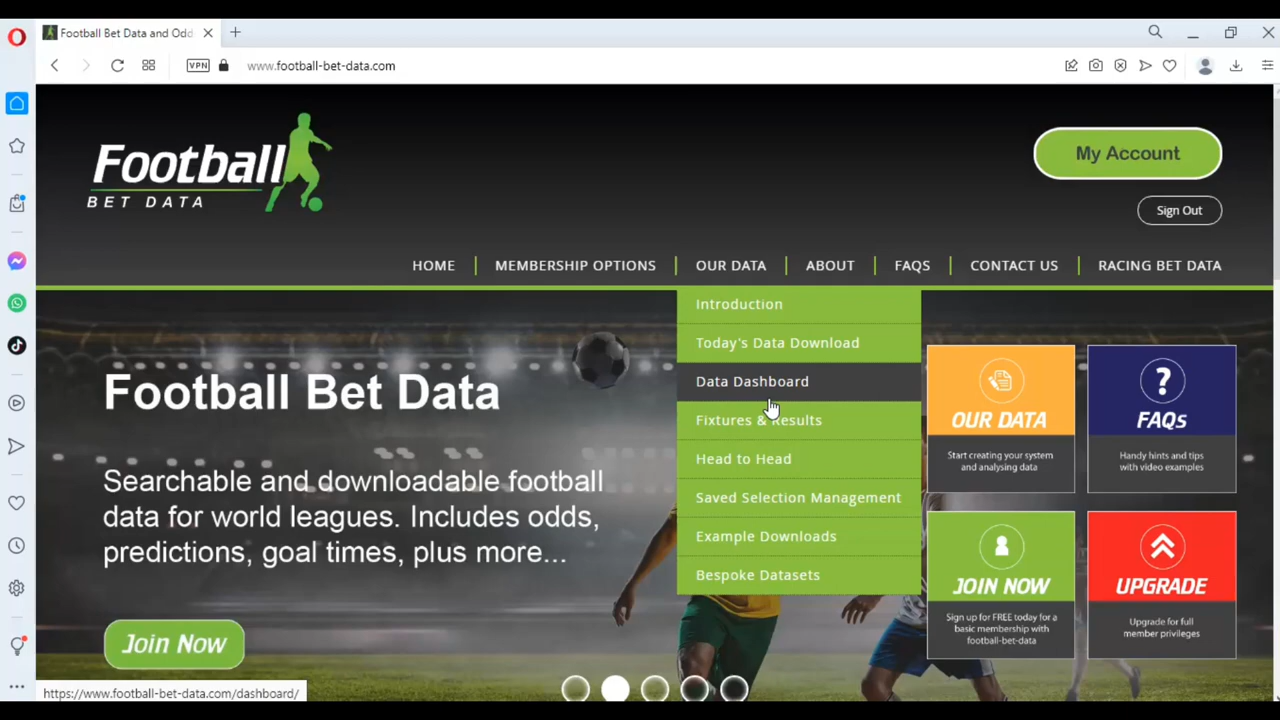 Football Bet Data and Odd
VPN
www.football-bet-data.com
Football
BET DATA
My Account
Sign Out
HOME
MEMBERSHIP OPTIONS
OUR DATA
ABOUT
FAQS
CONTACT US
RACING BET DATA
Introduction
Today's Data Download
Data Dashboard
Fixtures & Results
Head to Head
Saved Selection Management
Example Downloads
Bespoke Datasets
Football Bet Data
Searchable and downloadable football
data for world leagues. Includes odds,
predictions, goal times, plus more...
Join Now
OUR DATA
Start creating your system
and analysing data
?
FAQs
Handy hints and tips
with video examples
JOIN NOW
Sign up for FREE today for a
basic membership with
football-bet-data
UPGRADE
Upgrade for full
member privileges
https://www.football-bet-data.com/dashboard/